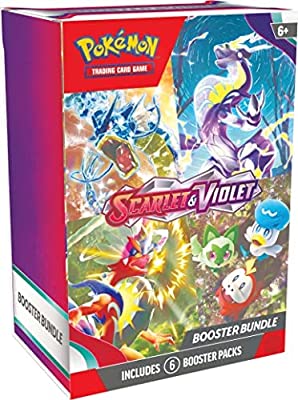 POKÉMON
TRADING CARD GAME
6+
SCARLET & VIOLET
BOOSTER BUNDLE
INCLUDES 6 BOOSTER PACKS
BOOSTER BUNDLE